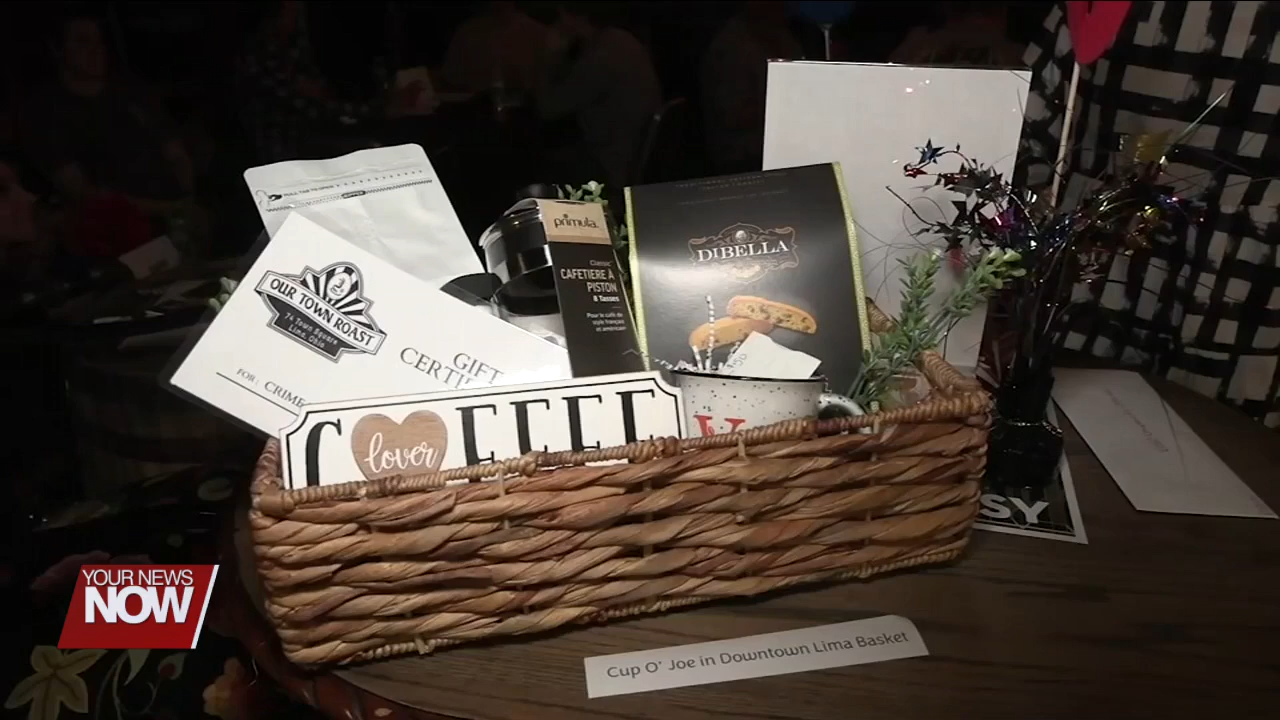 PULL TAB TO OPEN
OUR TOWN ROAST
74 Town Square
Lima, Ohio
GIFT
FOR: CRIME
primula
Classic
CAFETIERE À
PISTON
8 Tasses
Pour le café de
style français
et américain
DIBELLA
COFFEE
lover
SY
YOUR NEWS
NOW
Cup O' Joe in Downtown Lima Basket